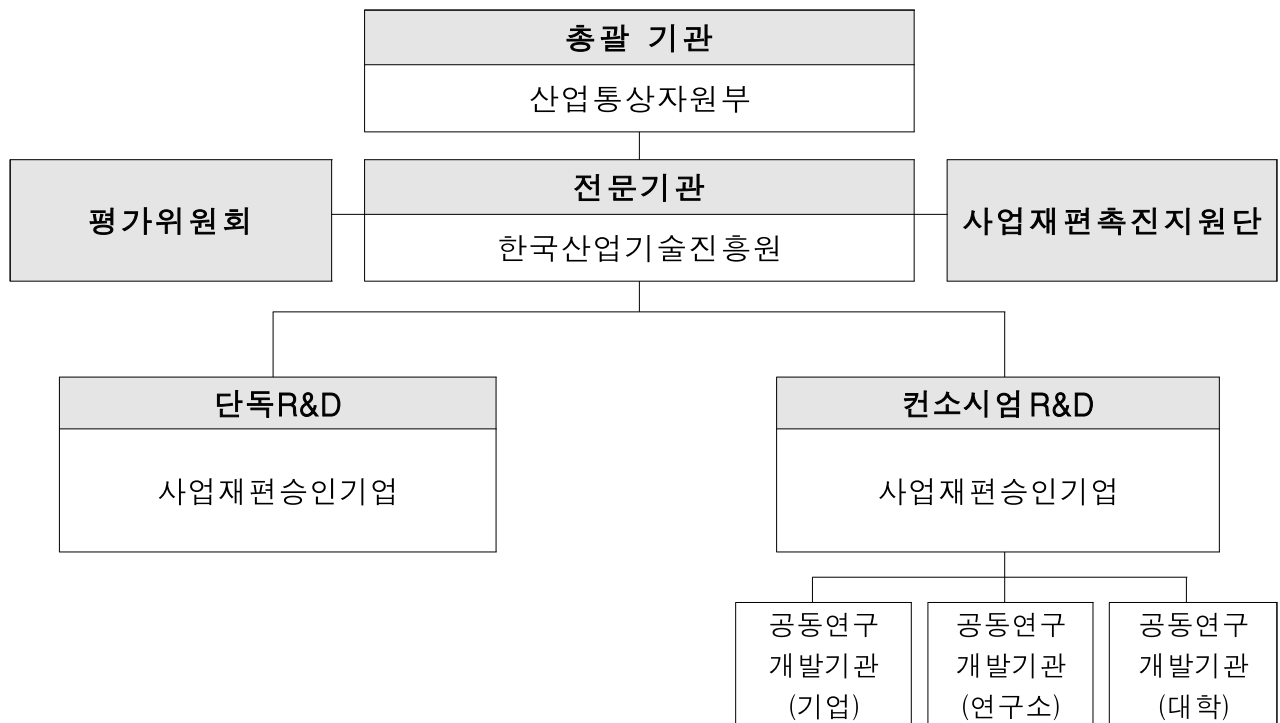 총괄 기관
산업통상자원부
평가위원회
전문기관
한국산업기술진흥원
사업재편촉진지원단
단독R&D
사업재편승인기업
컨소시엄R&D
사업재편승인기업
공동연구
개발기관
(기업)
공동연구
개발기관
(연구소)
공동연구
개발기관
(대학)